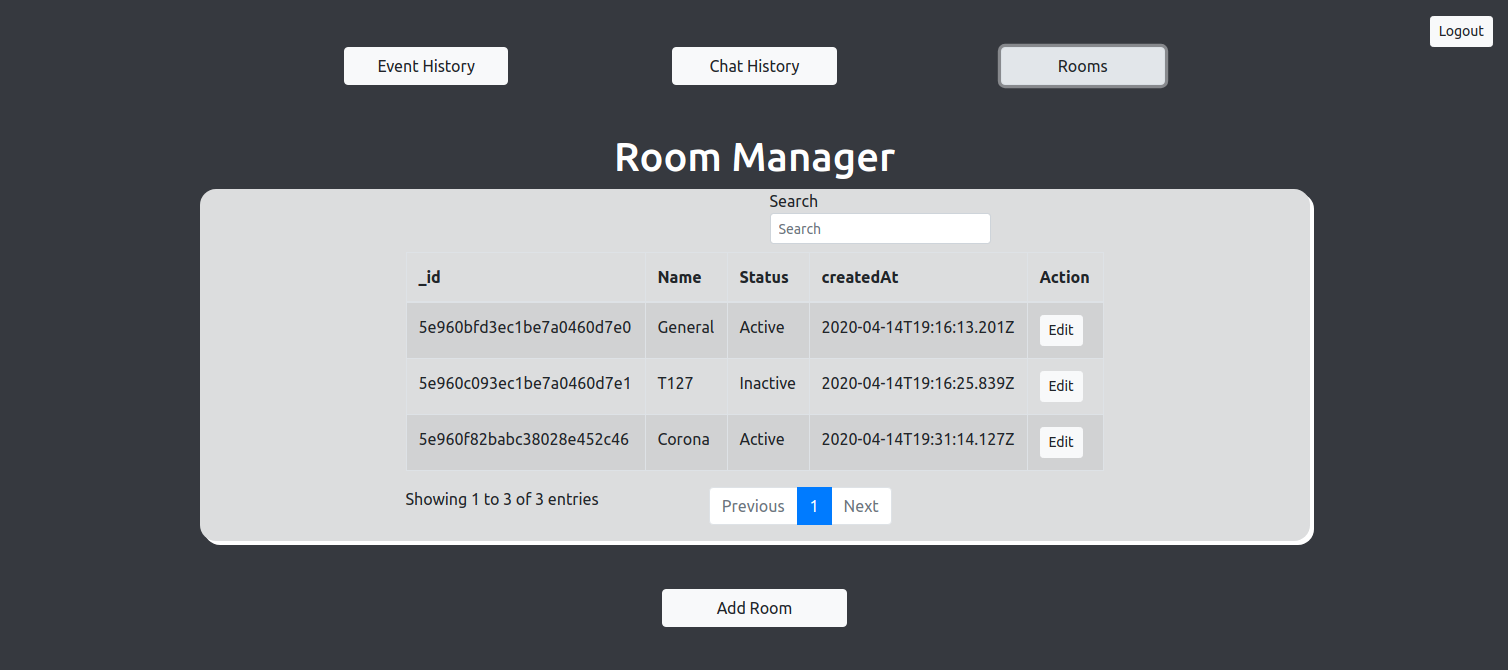 Logout
Event History Chat History Rooms
Room Manager
Search
Search
_id Name Status createdAt Action
5e960bfd3ec1be7a0460d7e0 General Active 2020-04-14T19:16:13.201Z Edit
5e960c093ec1be7a0460d7e1 T127 Inactive 2020-04-14T19:16:25.839Z Edit
5e960f82babc38028e452c46 Corona Active 2020-04-14T19:31:14.127Z Edit
Showing 1 to 3 of 3 entries Previous 1 Next
Add Room